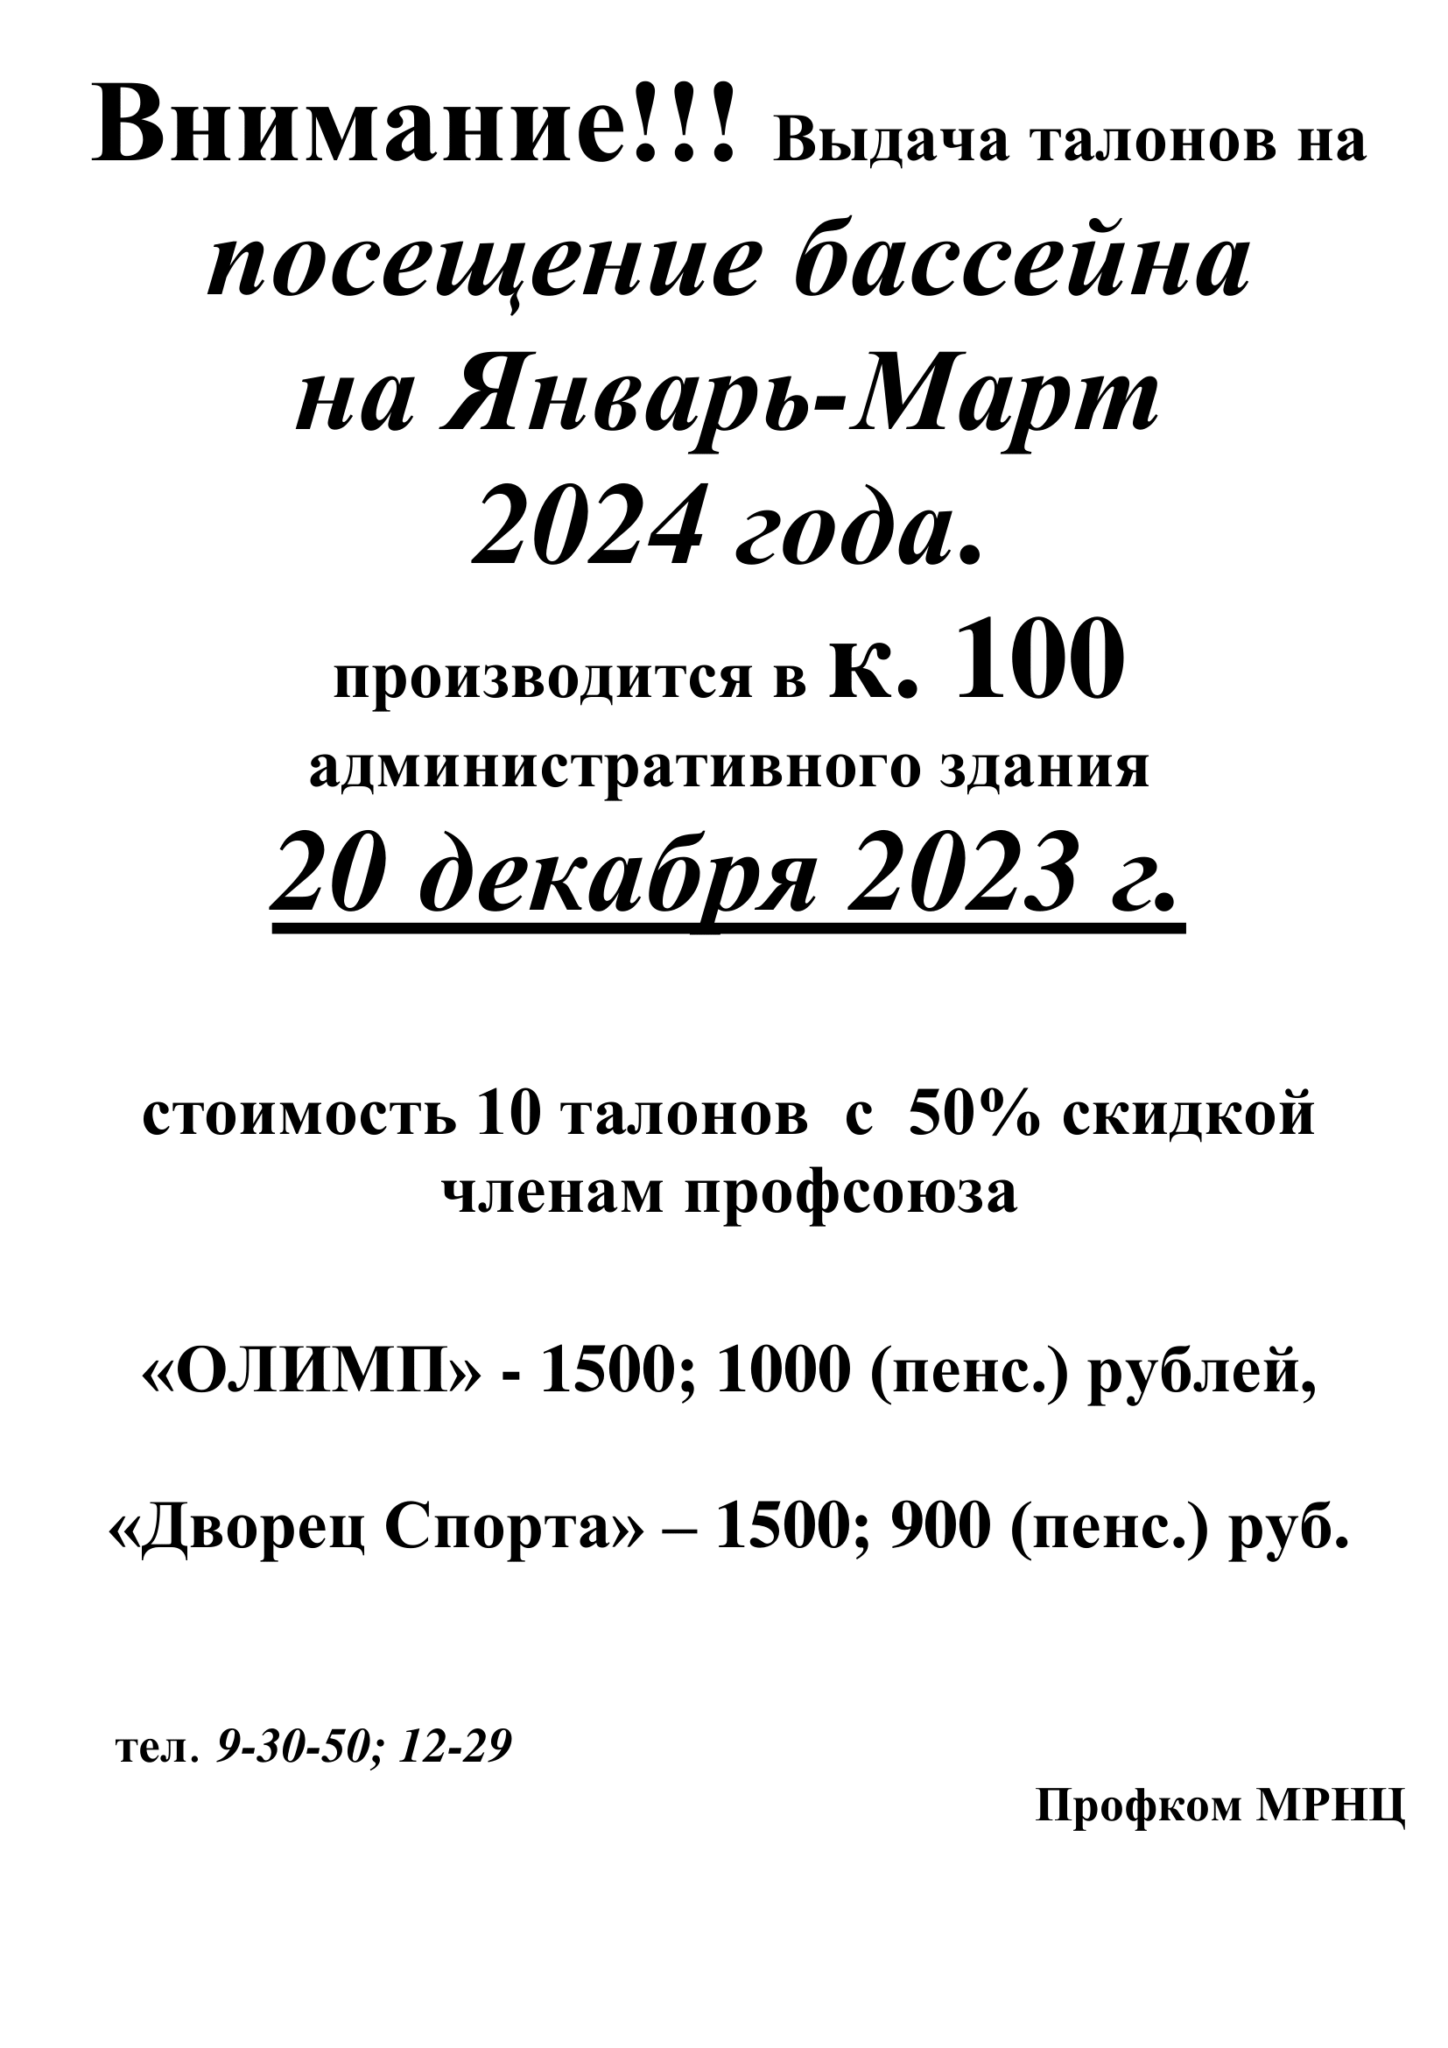 Внимание!!! Выдача талонов на
посещение бассейна
на Январь-Март
2024 года.
производится в к. 100
административного здания
20 декабря 2023 г.
стоимость 10 талонов с 50% скидкой
членам профсоюза
«ОЛИМП» - 1500; 1000 (пенс.) рублей,
«Дворец Спорта» – 1500; 900 (пенс.) руб.
тел. 9-30-50; 12-29
Профком МРНЦ